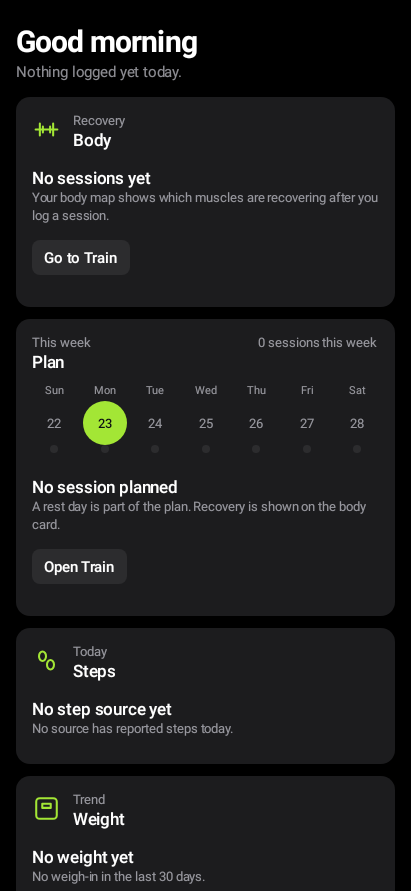 Good morning
Nothing logged yet today.
Recovery
Body
No sessions yet
Your body map shows which muscles are recovering after you
log a session.
Go to Train
This week
0 sessions this week
Plan
Sun Mon Tue Wed Thu Fri Sat
22 23 24 25 26 27 28
No session planned
A rest day is part of the plan. Recovery is shown on the body
card.
Open Train
Today
Steps
No step source yet
No source has reported steps today.
Trend
Weight
No weight yet
No weigh-in in the last 30 days.